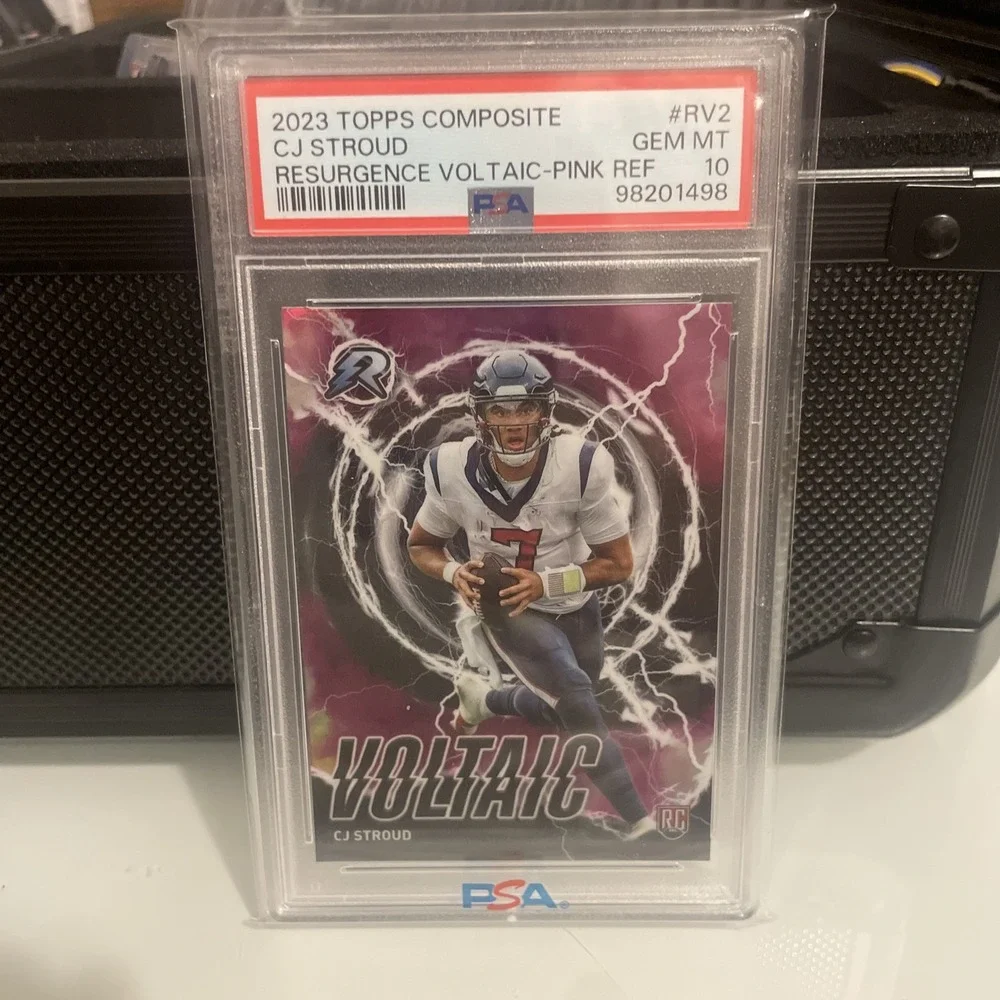 2023 TOPPS COMPOSITE #RV2
CJ STROUD GEM MT
RESURGENCE VOLTAIC-PINK REF 10
98201498
PSA
R
7
VOLTAIC
CJ STROUD
RC
PSA®